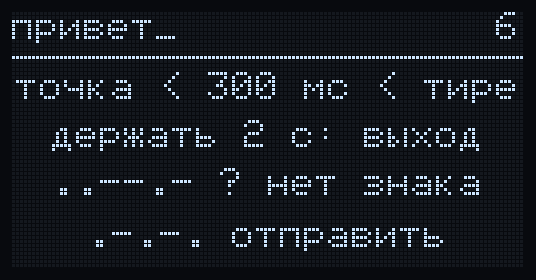 привет_ 6
точка < 300 мс < тире
держать 2 с: выход
..--.- ? нет знака
.-.-. отправить